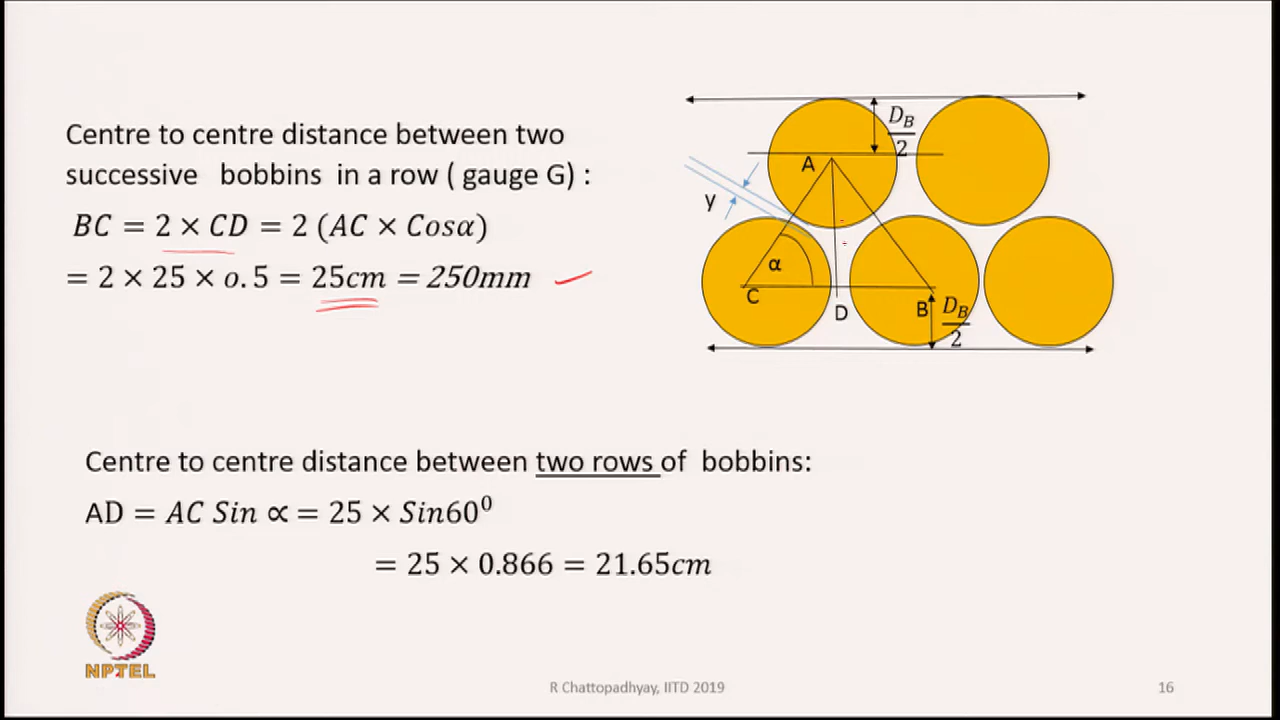 Centre to centre distance between two
successive bobbins in a row ( gauge G) :
BC = 2 × CD = 2 (AC × Cosα)
= 2 × 25 × o. 5 = 25cm = 250mm
D_B/2
A
y
α
C
D
B
D_B/2
Centre to centre distance between two rows of bobbins:
AD = AC Sin ∝ = 25 × Sin60⁰
= 25 × 0.866 = 21.65cm
NPTEL
R Chattopadhyay, IITD 2019
16